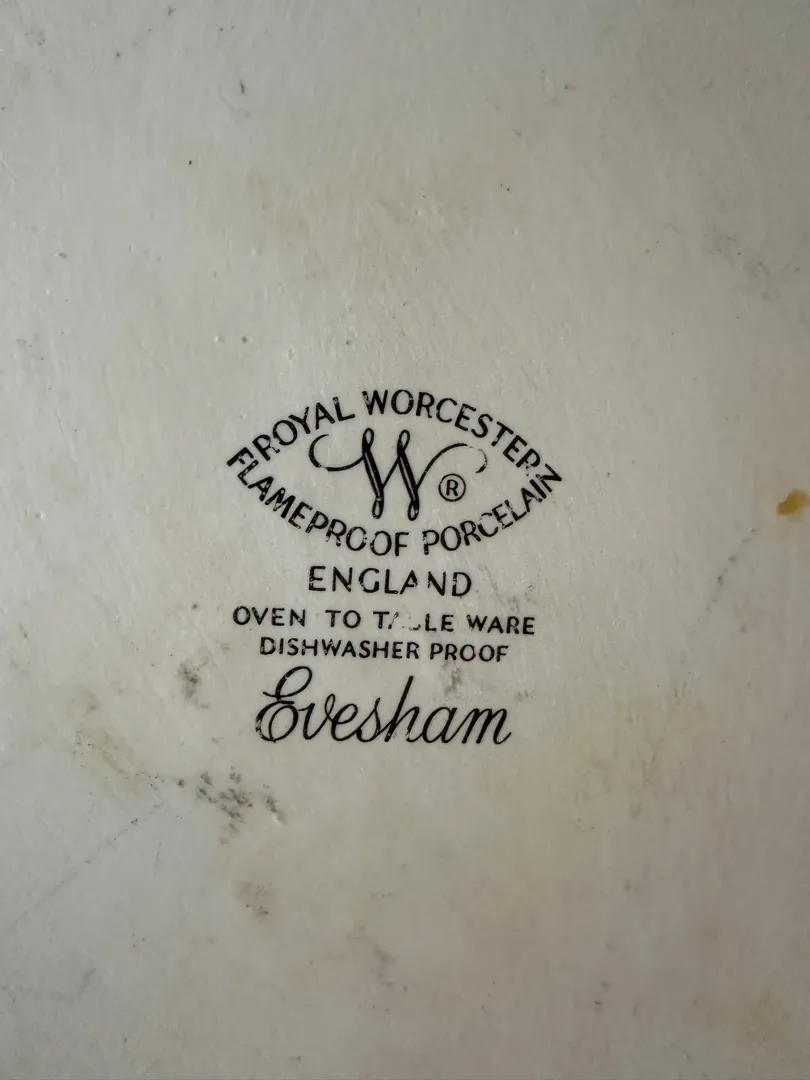 ROYAL WORCESTER
W®
FLAMEPROOF PORCELAIN
ENGLAND
OVEN TO TABLE WARE
DISHWASHER PROOF
Evesham